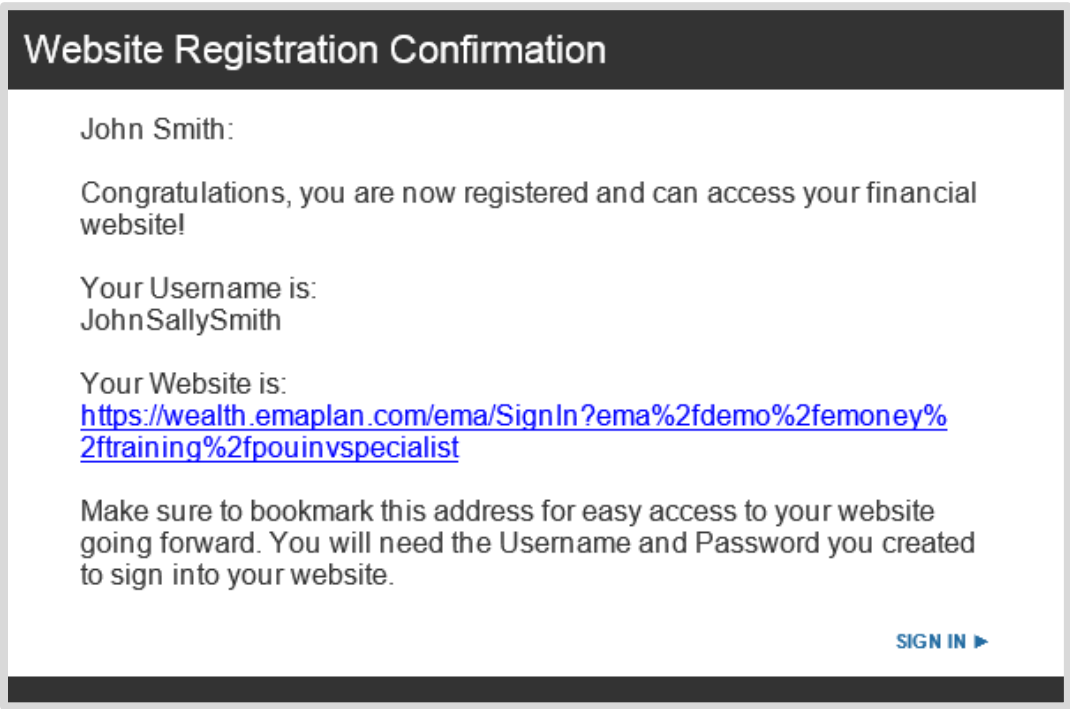 Website Registration Confirmation
John Smith:
Congratulations, you are now registered and can access your financial
website!
Your Username is:
JohnSallySmith
Your Website is:
https://wealth.emaplan.com/ema/SignIn?ema%2fdemo%2femoney%
2ftraining%2fpouinvspecialist
Make sure to bookmark this address for easy access to your website
going forward. You will need the Username and Password you created
to sign into your website.
SIGN IN ►